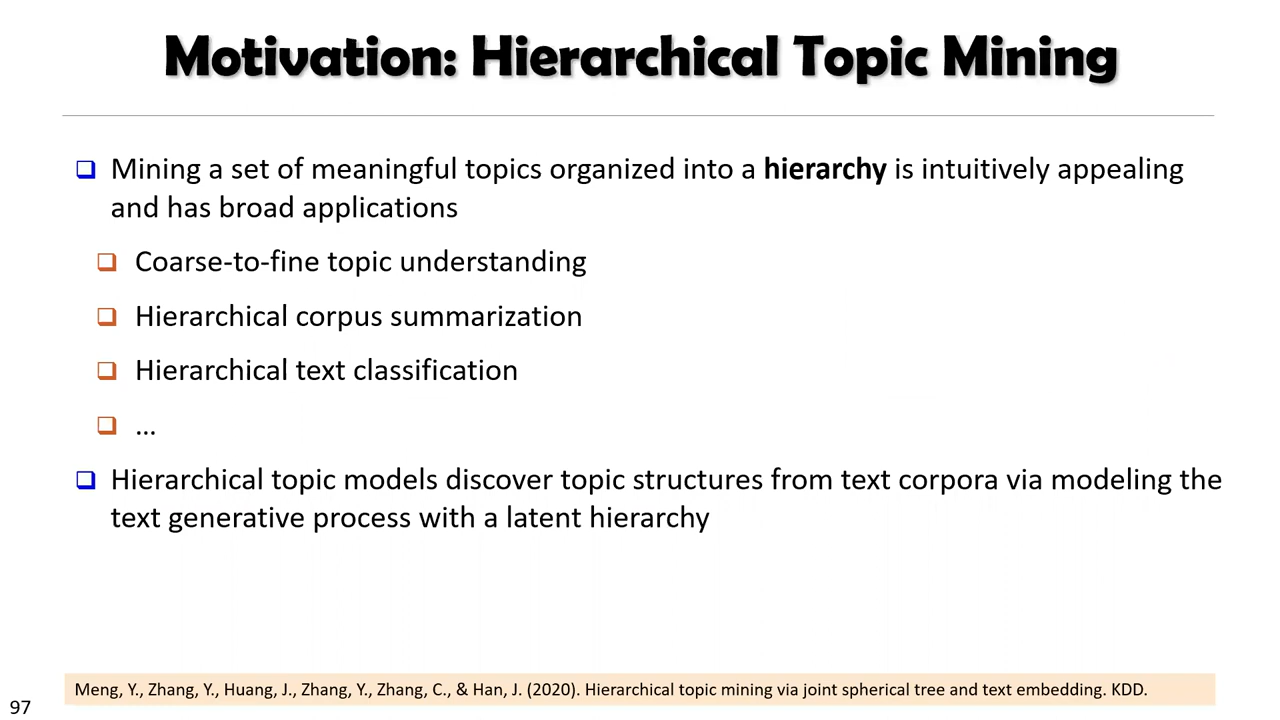 Motivation: Hierarchical Topic Mining
Mining a set of meaningful topics organized into a hierarchy is intuitively appealing
and has broad applications
Coarse-to-fine topic understanding
Hierarchical corpus summarization
Hierarchical text classification
...
Hierarchical topic models discover topic structures from text corpora via modeling the
text generative process with a latent hierarchy
Meng, Y., Zhang, Y., Huang, J., Zhang, Y., Zhang, C., & Han, J. (2020). Hierarchical topic mining via joint spherical tree and text embedding. KDD.
97